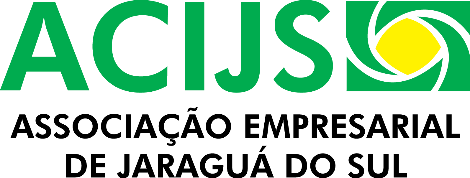 ACIJS
ASSOCIAÇÃO EMPRESARIAL
DE JARAGUÁ DO SUL